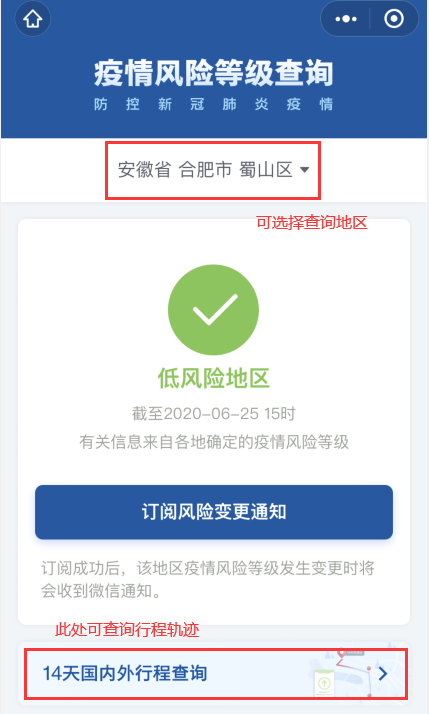 疫情风险等级查询
防控新冠肺炎疫情
安徽省 合肥市 蜀山区
可选择查询地区
低风险地区
截至2020-06-25 15时
有关信息来自各地确定的疫情风险等级
订阅风险变更通知
订阅成功后，该地区疫情风险等级发生变更时将
会收到微信通知。
此处可查询行程轨迹
14天国内外行程查询